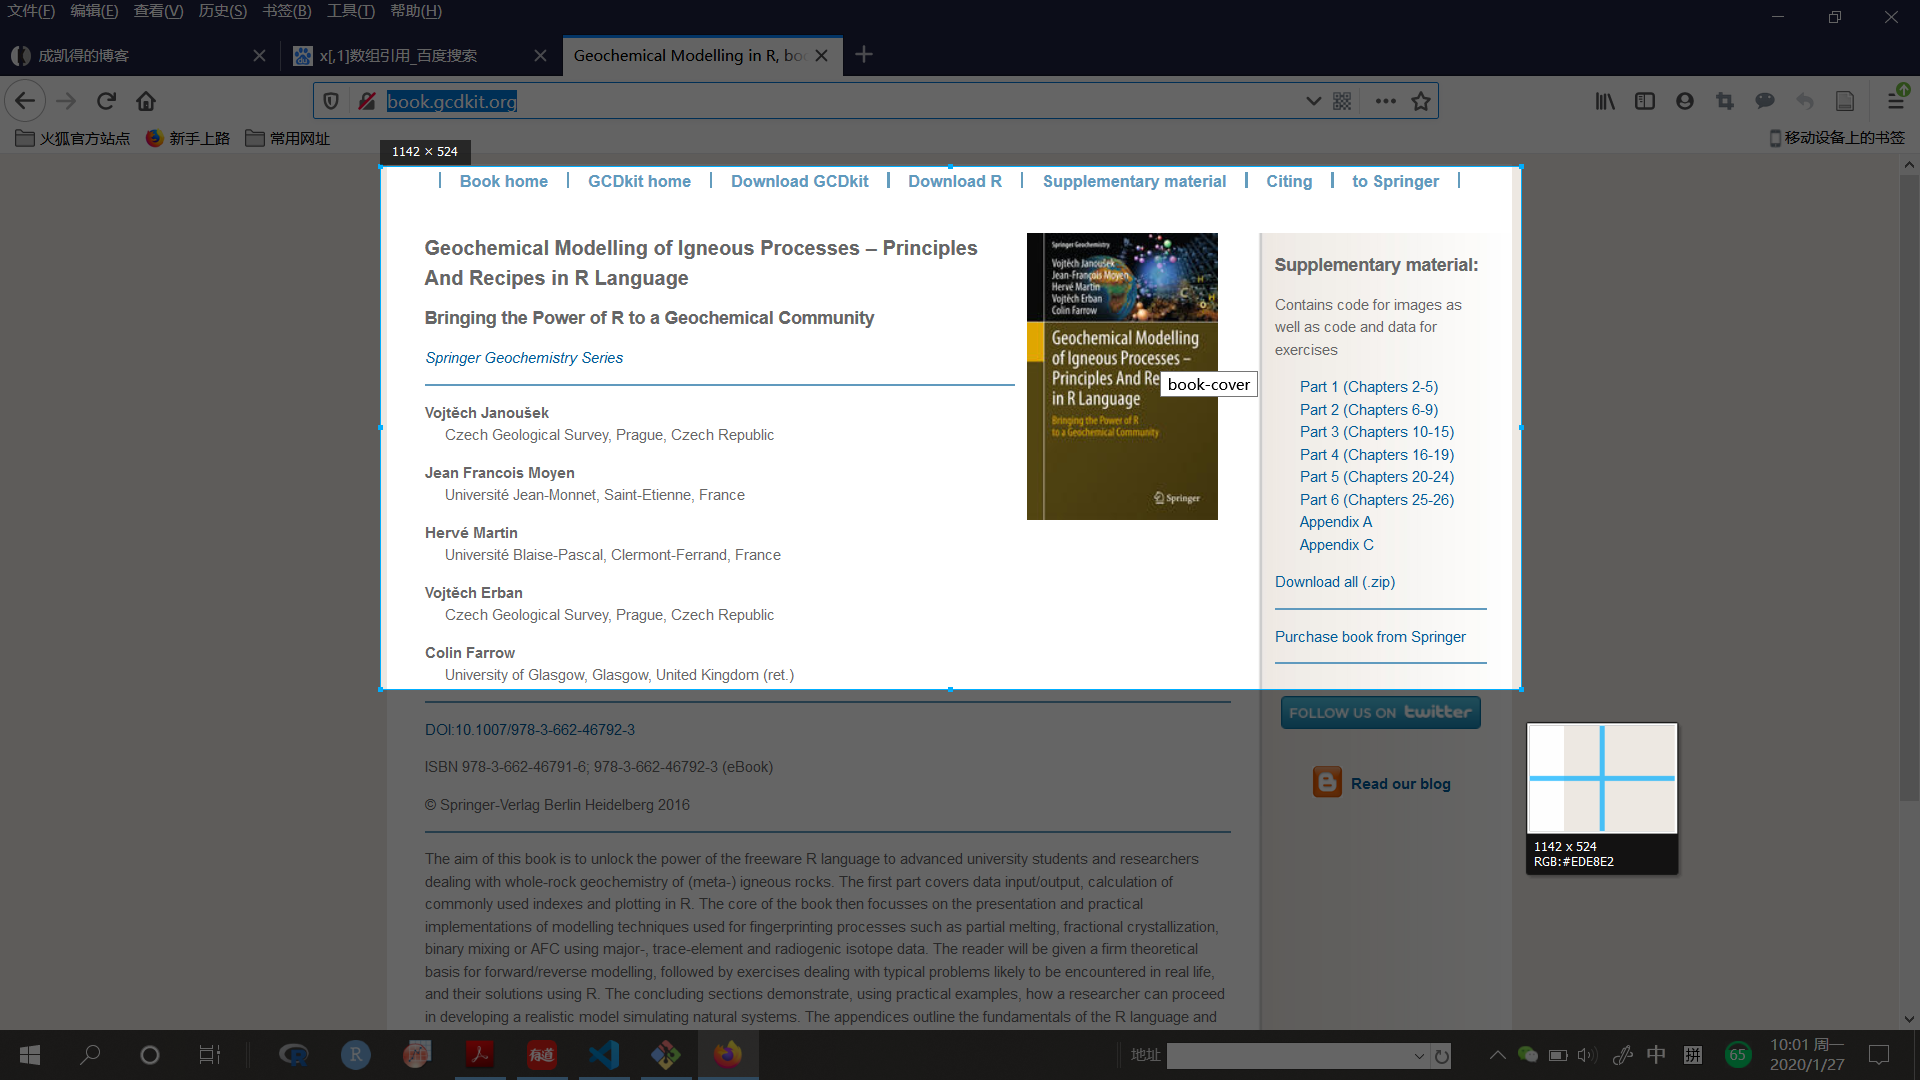 文件(F) 编辑(E) 查看(V) 历史(S) 书签(B) 工具(T) 帮助(H)
成凯得的博客
x[,1]数组引用_百度搜索
Geochemical Modelling in R, boo
book.gcdkit.org
火狐官方站点 新手上路 常用网址
移动设备上的书签
1142 × 524
Book home
GCDkit home
Download GCDkit
Download R
Supplementary material
Citing
to Springer
Geochemical Modelling of Igneous Processes – Principles
And Recipes in R Language
Bringing the Power of R to a Geochemical Community
Springer Geochemistry Series
Vojtěch Janoušek
Czech Geological Survey, Prague, Czech Republic
Jean Francois Moyen
Université Jean-Monnet, Saint-Etienne, France
Hervé Martin
Université Blaise-Pascal, Clermont-Ferrand, France
Vojtěch Erban
Czech Geological Survey, Prague, Czech Republic
Colin Farrow
University of Glasgow, Glasgow, United Kingdom (ret.)
Springer Geochemistry
Vojtěch Janoušek
Jean-François Moyen
Hervé Martin
Vojtěch Erban
Colin Farrow
Geochemical Modelling
of Igneous Processes –
Principles And Re
in R Language
Bringing the Power of R
to a Geochemical Community
Springer
book-cover
Supplementary material:
Contains code for images as
well as code and data for
exercises
Part 1 (Chapters 2-5)
Part 2 (Chapters 6-9)
Part 3 (Chapters 10-15)
Part 4 (Chapters 16-19)
Part 5 (Chapters 20-24)
Part 6 (Chapters 25-26)
Appendix A
Appendix C
Download all (.zip)
Purchase book from Springer
FOLLOW US ON twitter
Read our blog
DOI:10.1007/978-3-662-46792-3
ISBN 978-3-662-46791-6; 978-3-662-46792-3 (eBook)
© Springer-Verlag Berlin Heidelberg 2016
The aim of this book is to unlock the power of the freeware R language to advanced university students and researchers
dealing with whole-rock geochemistry of (meta-) igneous rocks. The first part covers data input/output, calculation of
commonly used indexes and plotting in R. The core of the book then focusses on the presentation and practical
implementations of modelling techniques used for fingerprinting processes such as partial melting, fractional crystallization,
binary mixing or AFC using major-, trace-element and radiogenic isotope data. The reader will be given a firm theoretical
basis for forward/reverse modelling, followed by exercises dealing with typical problems likely to be encountered in real life,
and their solutions using R. The concluding sections demonstrate, using practical examples, how a researcher can proceed
in developing a realistic model simulating natural systems. The appendices outline the fundamentals of the R language and
1142 x 524
RGB:#EDE8E2
R
R
有道
地址
中
拼
65
10:01 周一
2020/1/27